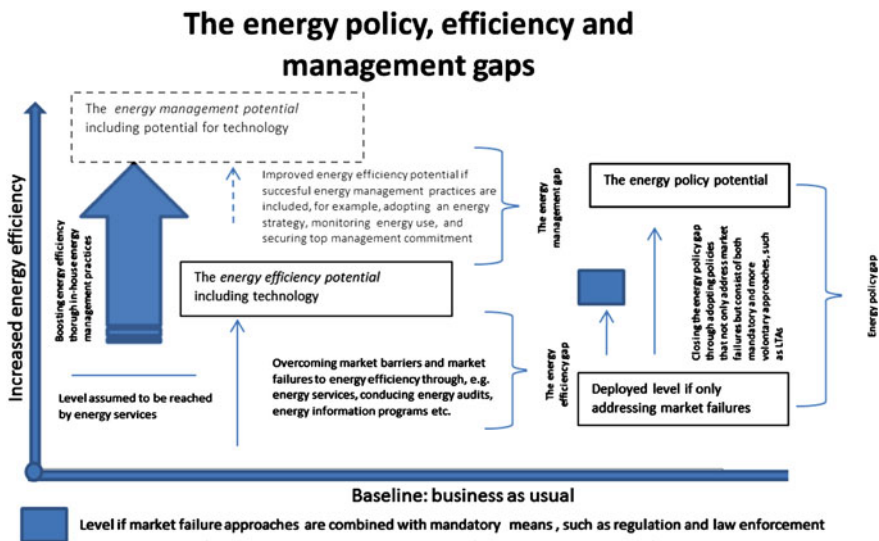 The energy policy, efficiency and
management gaps
Increased energy efficiency
The energy management potential
including potential for technology
Boosting energy efficiency
thorugh in-house energy
management practices
Improved energy efficiency potential if
succesful energy management practices are
included, for example, adopting an energy
strategy, monitoring energy use, and
securing top management commitment
The energy
management gap
The energy efficiency potential
including technology
Level assumed to be reached
by energy services
Overcoming market barriers and market
failures to energy efficiency through, e.g.
energy services, conducing energy audits,
energy information programs etc.
The energy
efficiency gap
The energy policy potential
Closing the energy policy gap
through adopting policies
that not only address market
failures but consist of both
mandatory and more
voluntary approaches, such
as LTAs
Deployed level if only
addressing market failures
Energy policy gap
Baseline: business as usual
Level if market failure approaches are combined with mandatory means , such as regulation and law enforcement